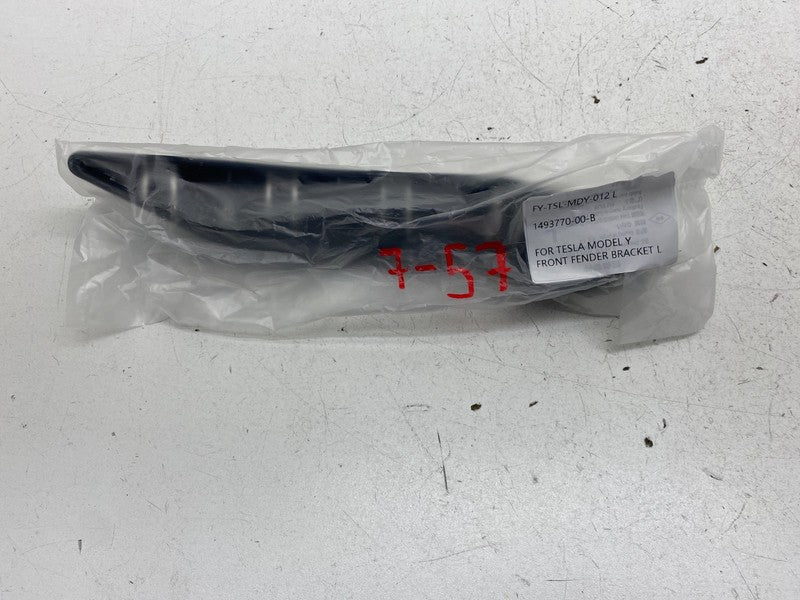 FY-TSL-MDY-012 L
1493770-00-B
FOR TESLA MODEL Y
FRONT FENDER BRACKET L
7-57